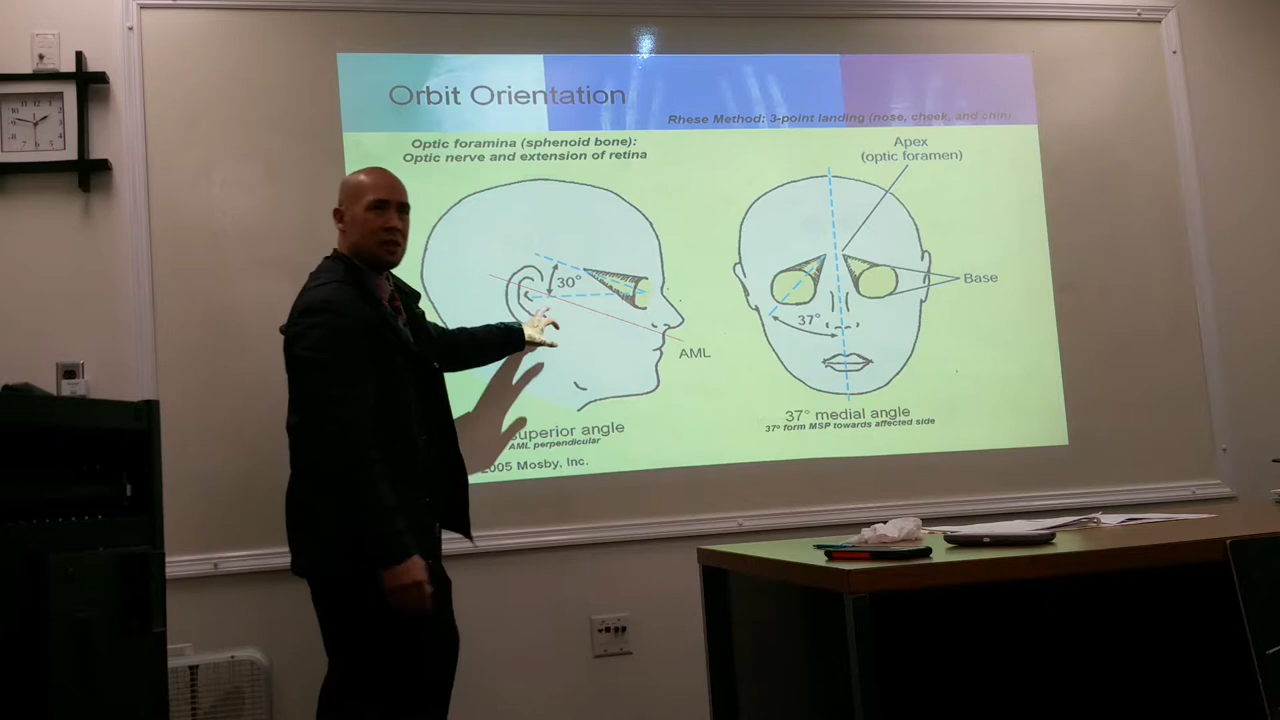 Orbit Orientation
Rhese Method: 3-point landing (nose, cheek, and chin)
Optic foramina (sphenoid bone):
Optic nerve and extension of retina
Apex
(optic foramen)
30°
Base
37°
AML
superior angle
AML perpendicular
37° medial angle
37º form MSP towards affected side
2005 Mosby, Inc.